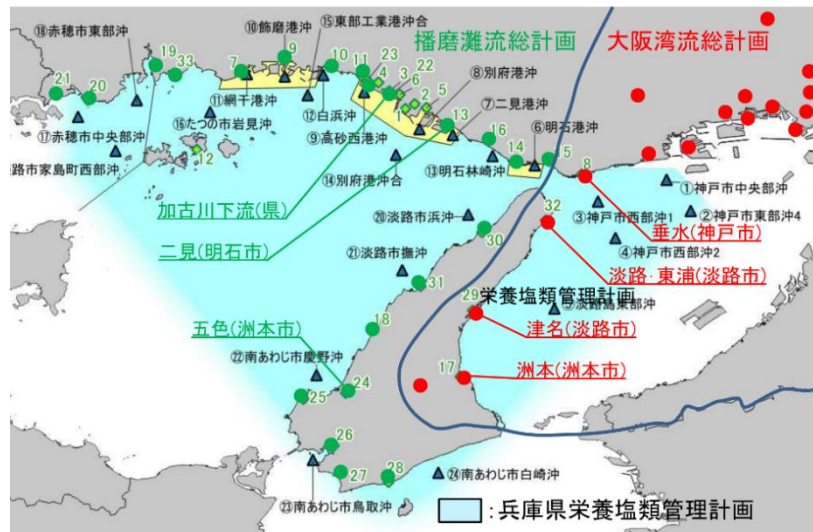 ⑮東部工業港沖合
⑩飾磨港沖
播磨灘流総計画
大阪湾流総計画
⑱赤穂市東部沖
19
33
7
9
10
11
23
4
3
22
⑧別府港沖
21
20
⑪網干港沖
⑫白浜沖
1
2
5
⑦二見港沖
⑯たつの市岩見沖
⑨高砂西港沖
13
⑥明石港沖
⑰赤穂市中央部沖
16
12
⑭別府港沖合
⑬明石林崎沖
14
15
8
①神戸市中央部沖
路市家島町西部沖
加古川下流(県)
⑳淡路市浜沖
32
③神戸市西部沖1
②神戸市東部沖4
垂水(神戸市)
二見(明石市)
30
④神戸市西部沖2
㉑淡路市撫沖
淡路・東浦(淡路市)
31
栄養塩類管理計画
29
⑤淡路島東部沖
五色(洲本市)
18
津名(淡路市)
㉒南あわじ市慶野沖
17
洲本(洲本市)
24
25
26
27
28
㉔南あわじ市白崎沖
㉓南あわじ市鳥取沖
:兵庫県栄養塩類管理計画